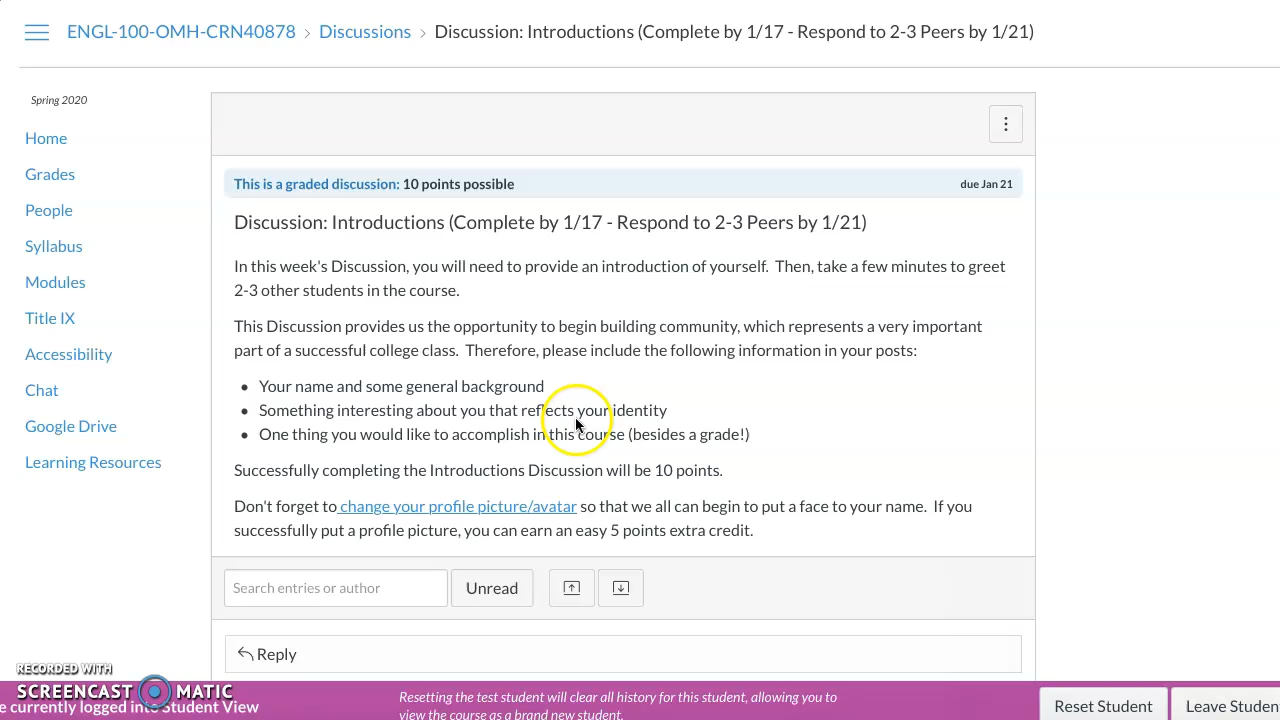 ENGL-100-OMH-CRN40878 › Discussions › Discussion: Introductions (Complete by 1/17 - Respond to 2-3 Peers by 1/21)
Spring 2020
Home
Grades
People
Syllabus
Modules
Title IX
Accessibility
Chat
Google Drive
Learning Resources
This is a graded discussion: 10 points possible
due Jan 21
Discussion: Introductions (Complete by 1/17 - Respond to 2-3 Peers by 1/21)
In this week's Discussion, you will need to provide an introduction of yourself. Then, take a few minutes to greet
2-3 other students in the course.
This Discussion provides us the opportunity to begin building community, which represents a very important
part of a successful college class. Therefore, please include the following information in your posts:
• Your name and some general background
• Something interesting about you that reflects your identity
• One thing you would like to accomplish in this course (besides a grade!)
Successfully completing the Introductions Discussion will be 10 points.
Don't forget to change your profile picture/avatar so that we all can begin to put a face to your name. If you
successfully put a profile picture, you can earn an easy 5 points extra credit.
Search entries or author
Unread
Reply
RECORDED WITH
SCREENCAST MATIC
e currently logged into Student View
Resetting the test student will clear all history for this student, allowing you to
view the course as a brand new student.
Reset Student
Leave Studen